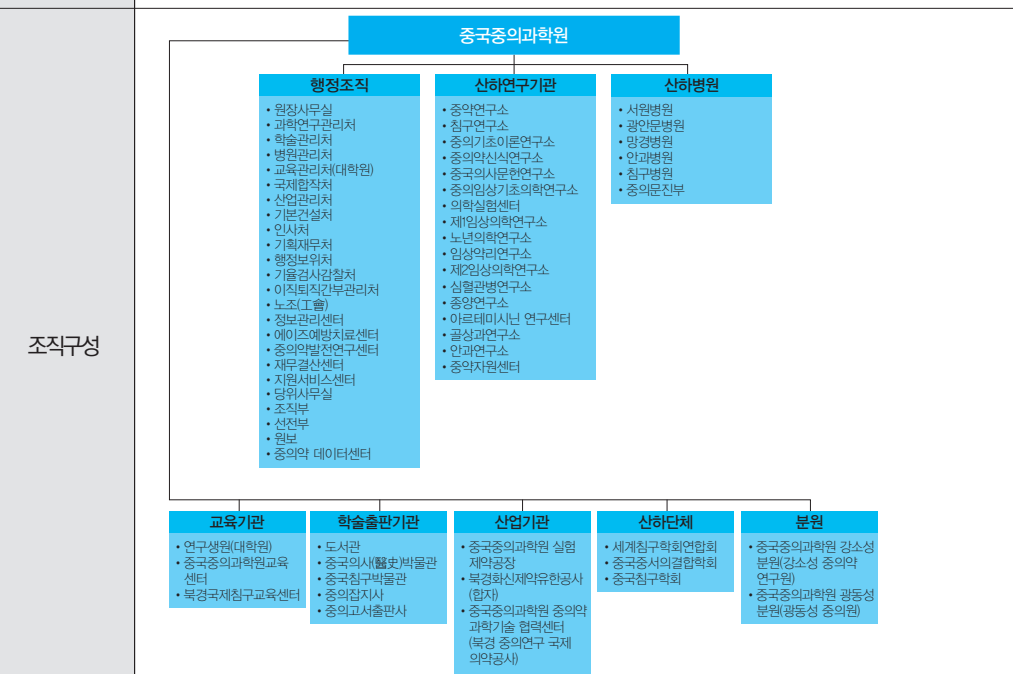 조직구성
중국중의과학원
행정조직
• 원장사무실
• 과학연구관리처
• 학술관리처
• 병원관리처
• 교육관리처(대학원)
• 국제합작처
• 산업관리처
• 기본건설처
• 인사처
• 기획재무처
• 행정보위처
• 기율검사감찰처
• 이직퇴직간부관리처
• 노조(工會)
• 정보관리센터
• 에이즈예방치료센터
• 중의약발전연구센터
• 재무결산센터
• 지원서비스센터
• 당위사무실
• 조직부
• 선전부
• 원보
• 중의약 데이터센터
산하연구기관
• 중약연구소
• 침구연구소
• 중의기초이론연구소
• 중의약신식연구소
• 중국의사문헌연구소
• 중의임상기초의학연구소
• 의학실험센터
• 제1임상의학연구소
• 노년의학연구소
• 임상약리연구소
• 제2임상의학연구소
• 심혈관병연구소
• 종양연구소
• 아르테미시닌 연구센터
• 골상과연구소
• 안과연구소
• 중약자원센터
산하병원
• 서원병원
• 광안문병원
• 망경병원
• 안과병원
• 침구병원
• 중의문진부
교육기관
• 연구생원(대학원)
• 중국중의과학원교육
센터
• 북경국제침구교육센터
학술출판기관
• 도서관
• 중국의사(醫史)박물관
• 중국침구박물관
• 중의잡지사
• 중의고서출판사
산업기관
• 중국중의과학원 실험
제약공장
• 북경화신제약유한공사
(합자)
• 중국중의과학원 중의약
과학기술 협력센터
(북경 중의연구 국제
의약공사)
산하단체
• 세계침구학회연합회
• 중국중서의결합학회
• 중국침구학회
분원
• 중국중의과학원 강소성
분원(강소성 중의약
연구원)
• 중국중의과학원 광동성
분원(광동성 중의원)